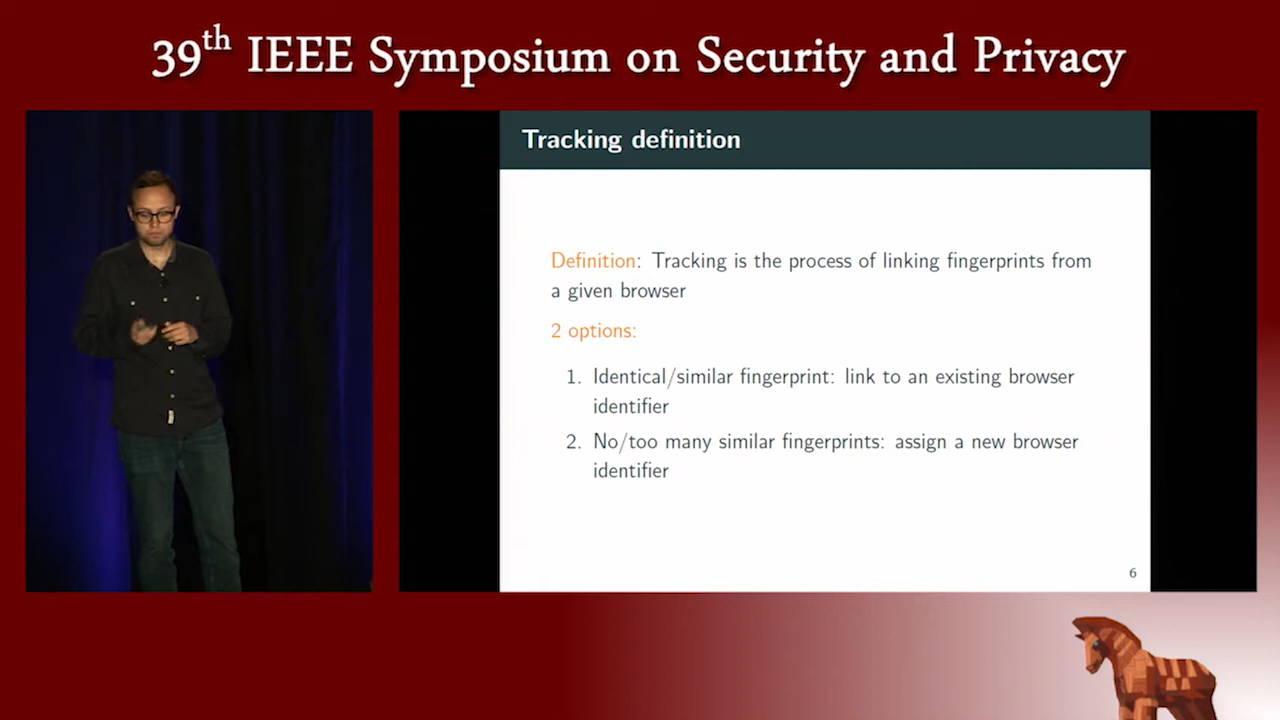 39th IEEE Symposium on Security and Privacy
Tracking definition
Definition: Tracking is the process of linking fingerprints from
a given browser
2 options:
1. Identical/similar fingerprint: link to an existing browser
identifier
2. No/too many similar fingerprints: assign a new browser
identifier
6